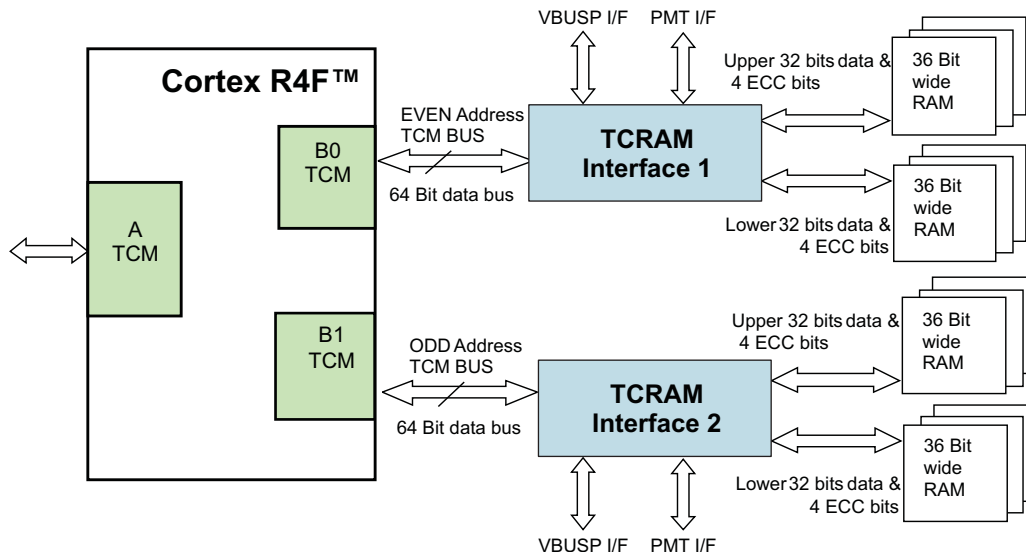 VBUSP I/F
PMT I/F
Cortex R4F™
Upper 32 bits data &
4 ECC bits
36 Bit
wide
RAM
EVEN Address
TCM BUS
B0
TCM
TCRAM
Interface 1
64 Bit data bus
36 Bit
wide
RAM
A
TCM
Lower 32 bits data &
4 ECC bits
B1
TCM
ODD Address
TCM BUS
Upper 32 bits data &
4 ECC bits
36 Bit
wide
RAM
TCRAM
Interface 2
64 Bit data bus
36 Bit
wide
RAM
Lower 32 bits data &
4 ECC bits
VBUSP I/F
PMT I/F